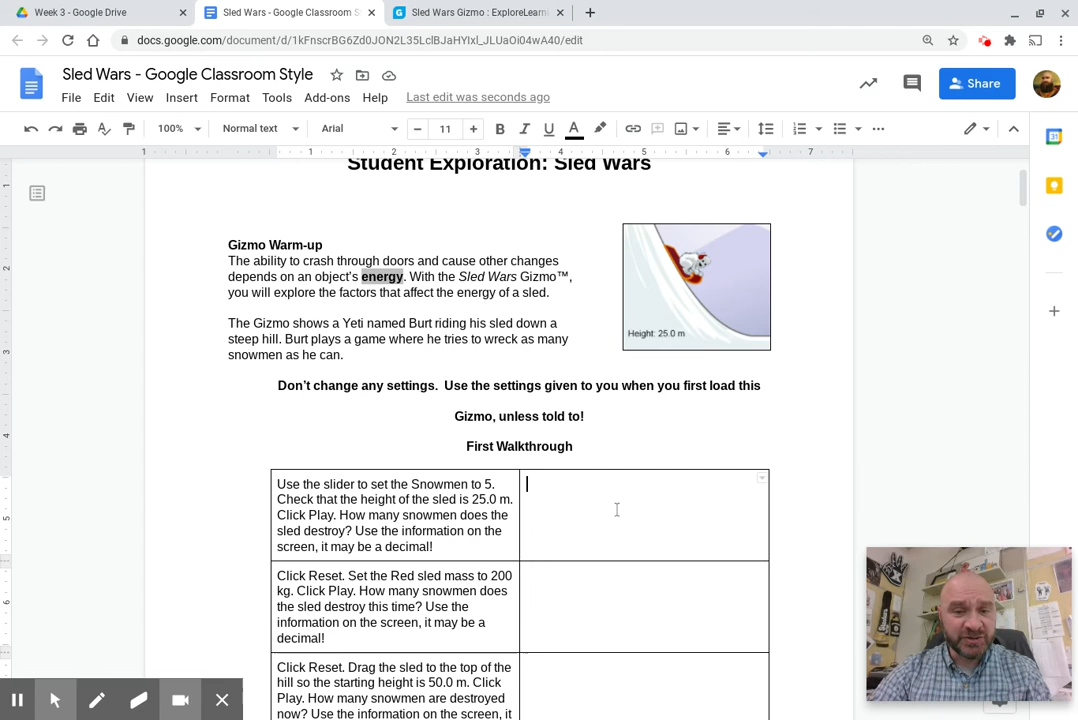 Week 3 - Google Drive
Sled Wars - Google Classroom S
Sled Wars Gizmo : ExploreLearni
docs.google.com/document/d/1kFnscrBG6Zd0JON2L35LclBJaHYIxl_JLUaOi04wA40/edit
Sled Wars - Google Classroom Style
File Edit View Insert Format Tools Add-ons Help Last edit was seconds ago
Share
100% Normal text Arial 11
1 1 2 3 4 5 6 7
Student Exploration: Sled Wars
Gizmo Warm-up
The ability to crash through doors and cause other changes
depends on an object's energy. With the Sled Wars Gizmo™,
you will explore the factors that affect the energy of a sled.
Height: 25.0 m
The Gizmo shows a Yeti named Burt riding his sled down a
steep hill. Burt plays a game where he tries to wreck as many
snowmen as he can.
Don't change any settings. Use the settings given to you when you first load this
Gizmo, unless told to!
First Walkthrough
Use the slider to set the Snowmen to 5.
Check that the height of the sled is 25.0 m.
Click Play. How many snowmen does the
sled destroy? Use the information on the
screen, it may be a decimal!
Click Reset. Set the Red sled mass to 200
kg. Click Play. How many snowmen does
the sled destroy this time? Use the
information on the screen, it may be a
decimal!
Click Reset. Drag the sled to the top of the
hill so the starting height is 50.0 m. Click
Play. How many snowmen are destroyed
now? Use the information on the screen, it